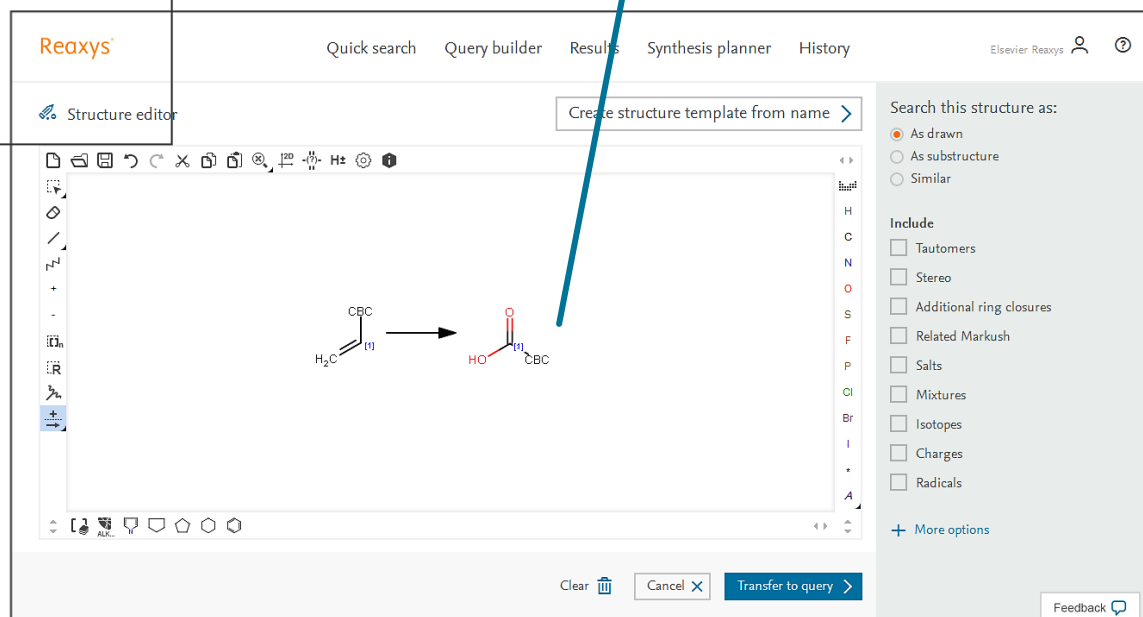 Reaxys®
Quick search Query builder Results Synthesis planner History
Elsevier Reaxys
Structure editor
Create structure template from name
Search this structure as:
As drawn
As substructure
Similar
Include
Tautomers
Stereo
Additional ring closures
Related Markush
Salts
Mixtures
Isotopes
Charges
Radicals
More options
2D
H±
[ ]n
R
H
C
N
O
S
F
P
Cl
Br
I
*
A
CBC
[1]
H2C
O
[1]
HO
CBC
ALK...
Clear
Cancel
Transfer to query
Feedback